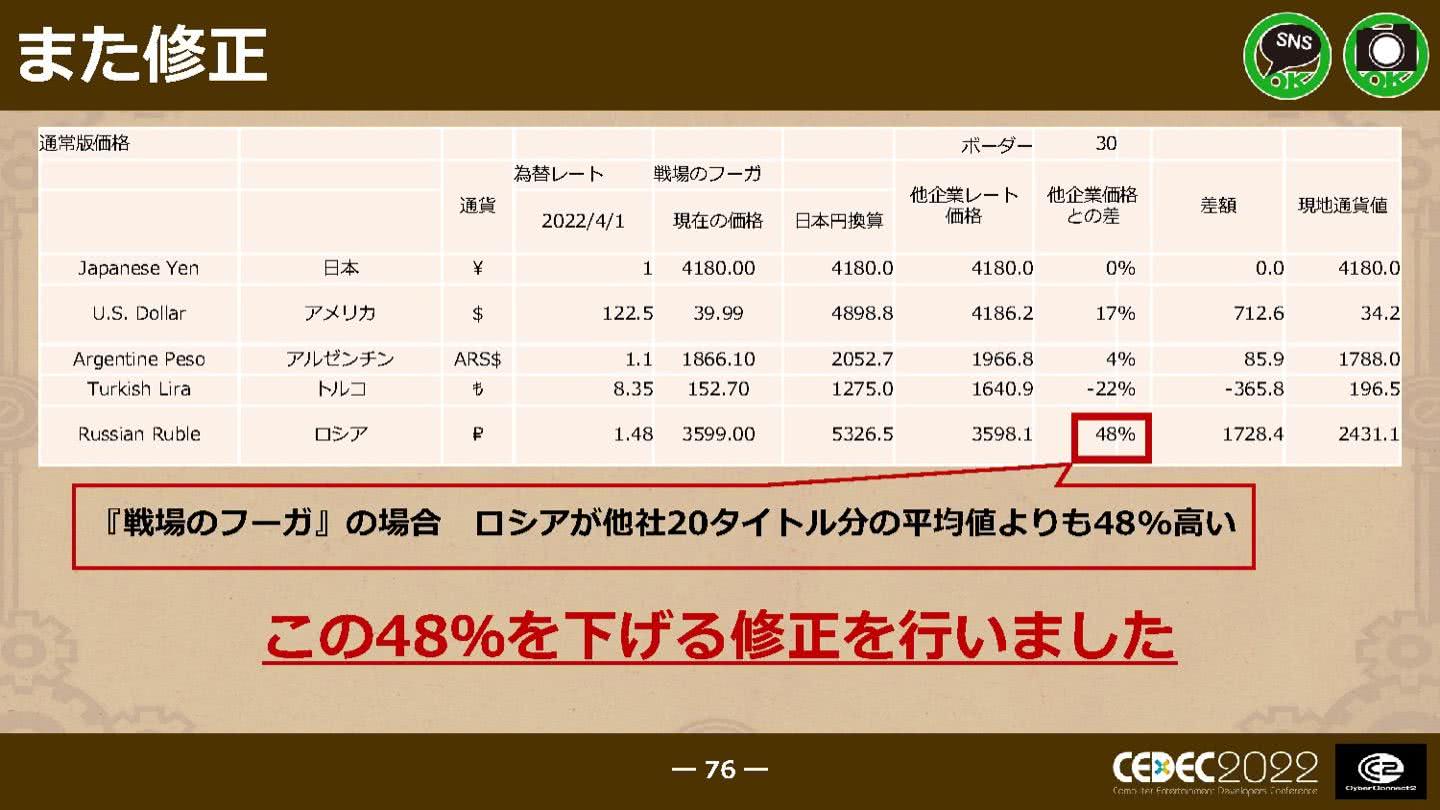 また修正
SNS
OK
OK
通常版価格 ボーダー 30
通貨 為替レート 戦場のフーガ 他企業レート価格 他企業価格との差 差額 現地通貨値
2022/4/1 現在の価格 日本円換算
Japanese Yen 日本 ¥ 1 4180.00 4180.0 4180.0 0% 0.0 4180.0
U.S. Dollar アメリカ $ 122.5 39.99 4898.8 4186.2 17% 712.6 34.2
Argentine Peso アルゼンチン ARS$ 1.1 1866.10 2052.7 1966.8 4% 85.9 1788.0
Turkish Lira トルコ ₺ 8.35 152.70 1275.0 1640.9 -22% -365.8 196.5
Russian Ruble ロシア ₽ 1.48 3599.00 5326.5 3598.1 48% 1728.4 2431.1
『戦場のフーガ』の場合　ロシアが他社20タイトル分の平均値よりも48%高い
この48%を下げる修正を行いました
― 76 ―
CEDEC2022
Computer Entertainment Developers Conference
CyberConnect2